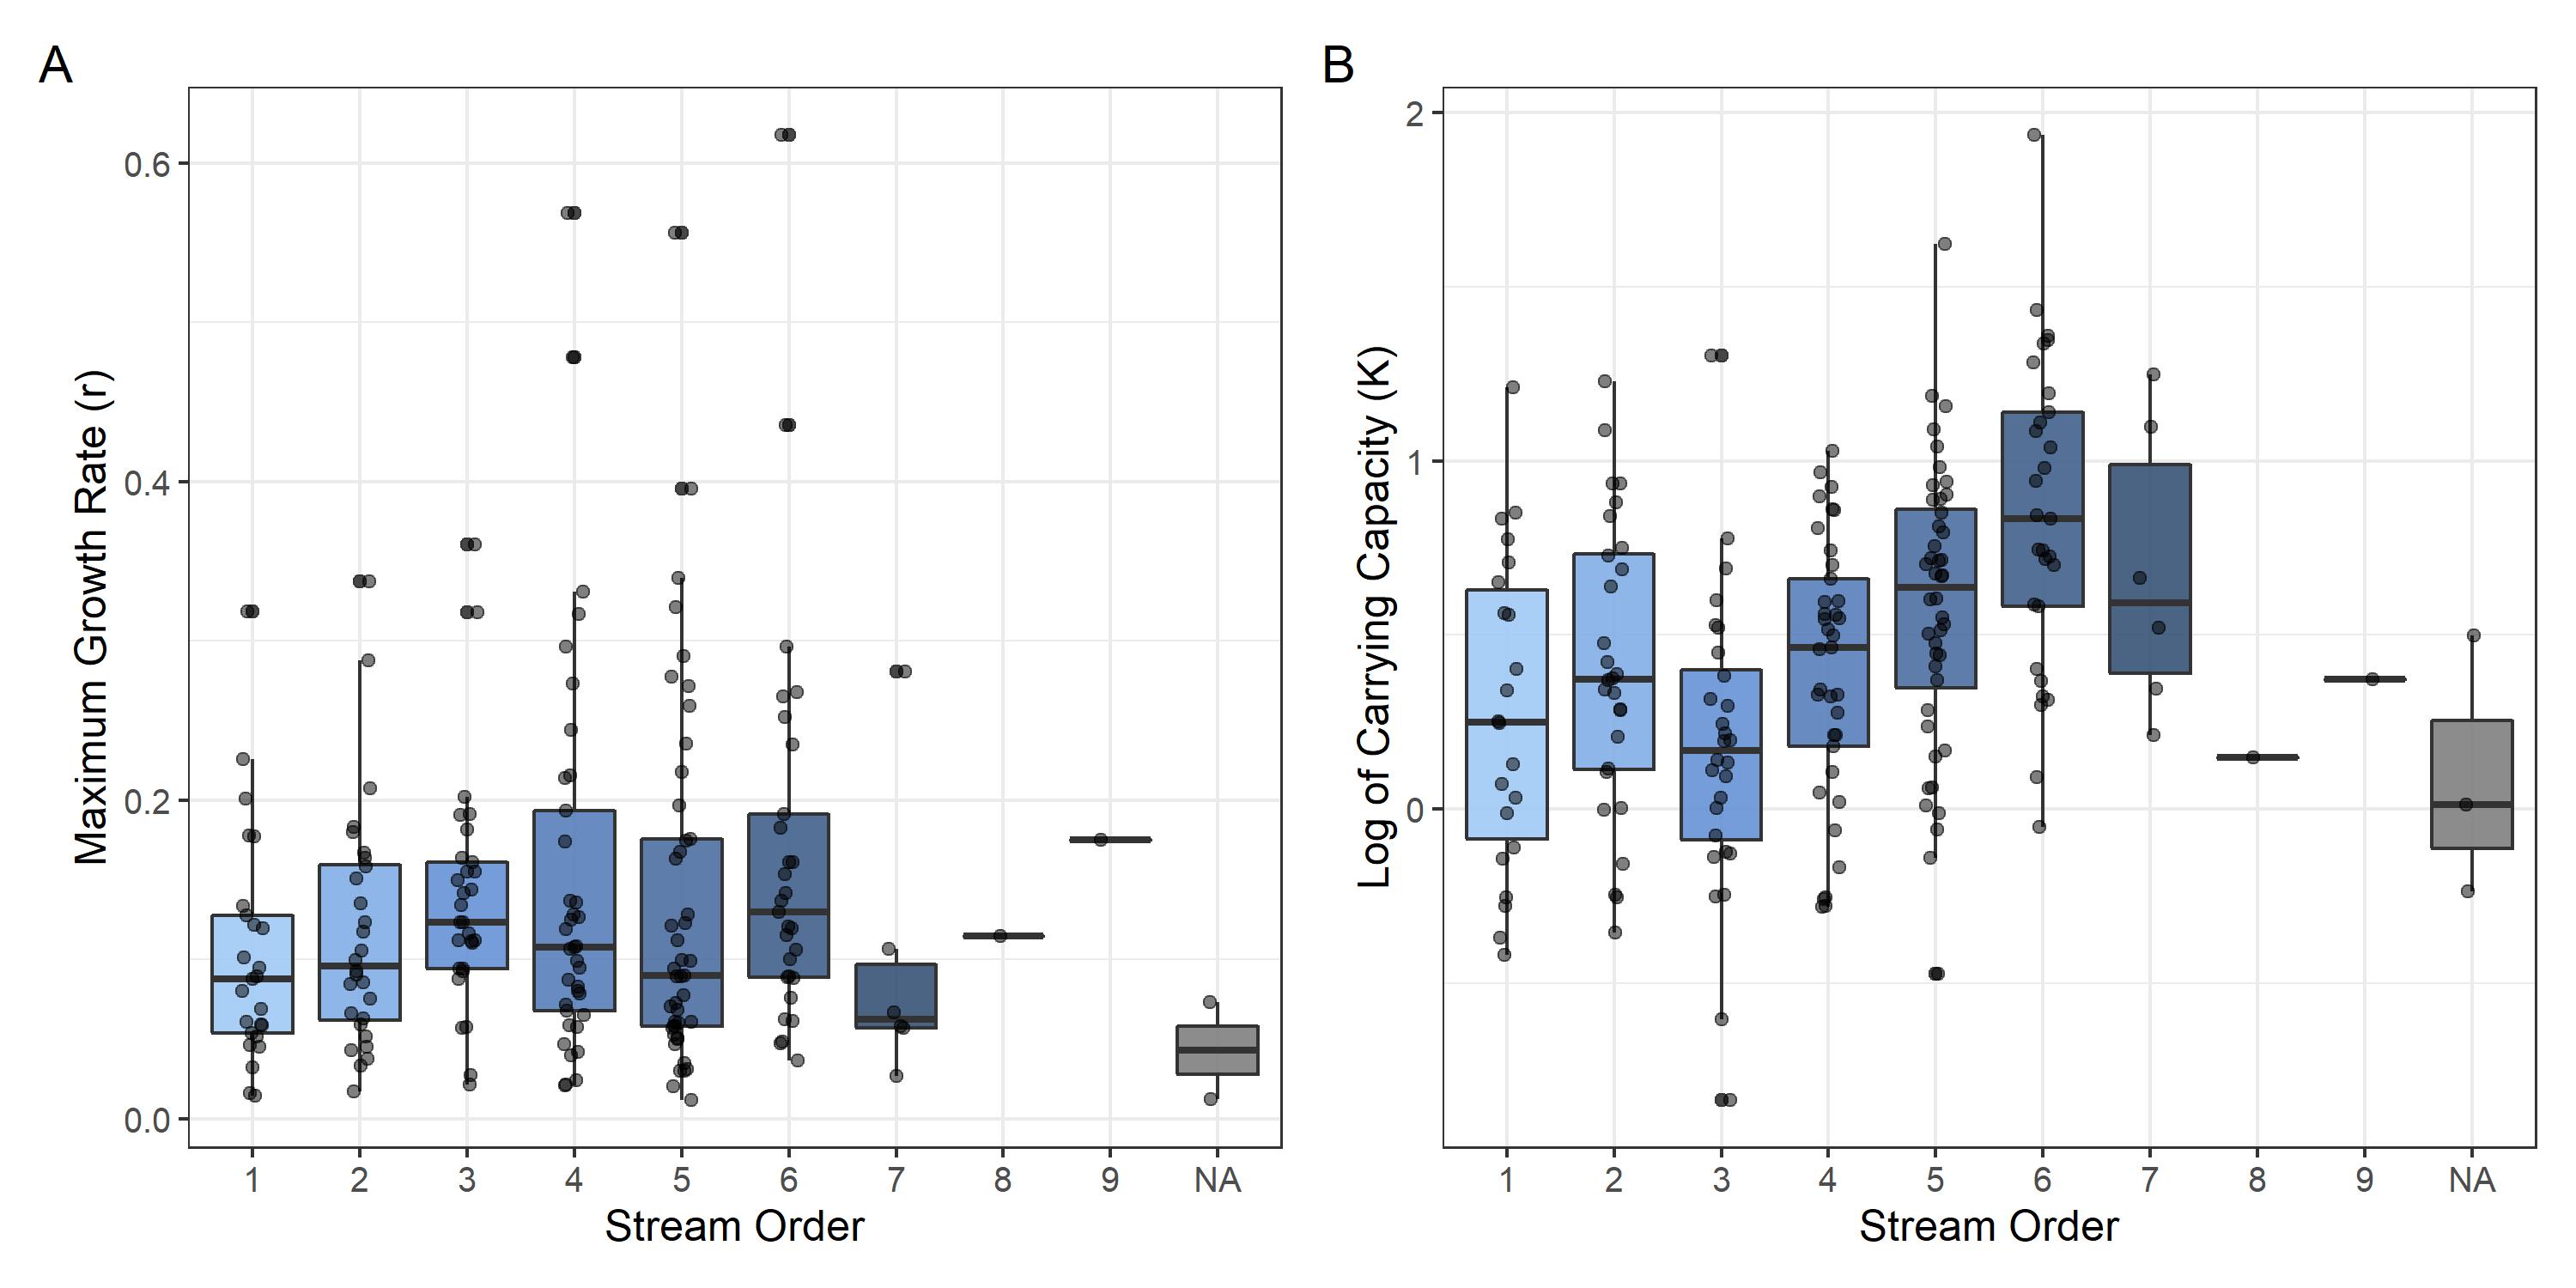 A
Maximum Growth Rate (r)
0.6
0.4
0.2
0.0
1 2 3 4 5 6 7 8 9 NA
Stream Order
B
Log of Carrying Capacity (K)
2
1
0
1 2 3 4 5 6 7 8 9 NA
Stream Order